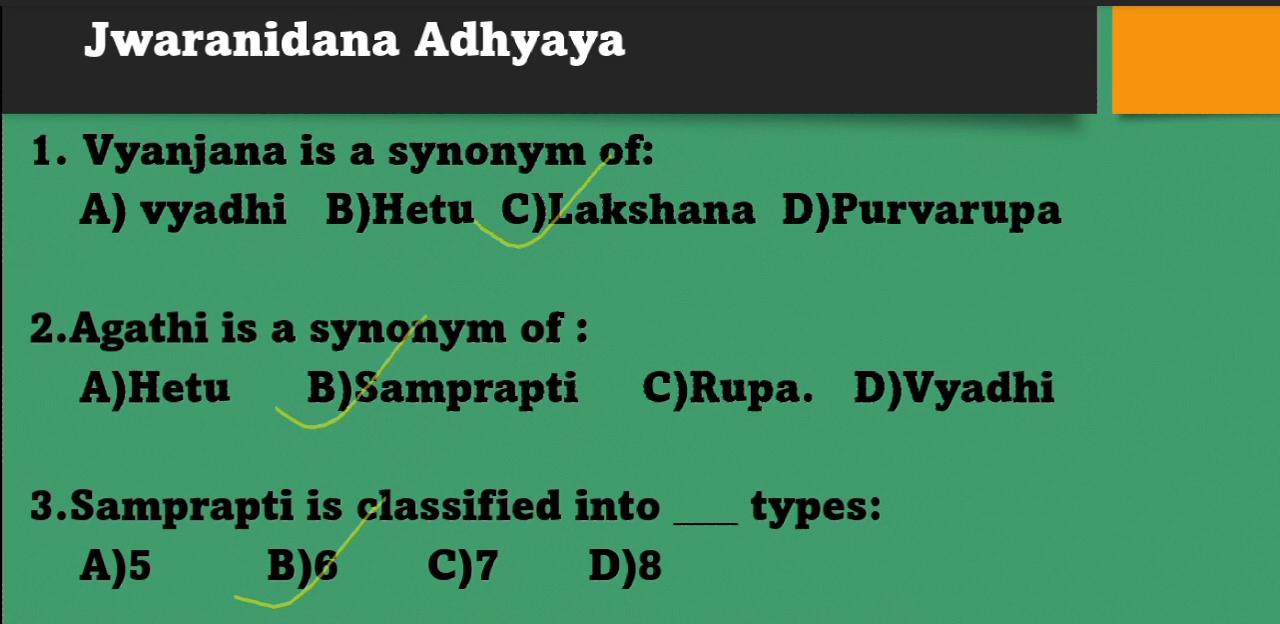 Jwaranidana Adhyaya
1. Vyanjana is a synonym of:
A) vyadhi B)Hetu C)Lakshana D)Purvarupa
2.Agathi is a synonym of :
A)Hetu B)Samprapti C)Rupa. D)Vyadhi
3.Samprapti is classified into ___ types:
A)5 B)6 C)7 D)8